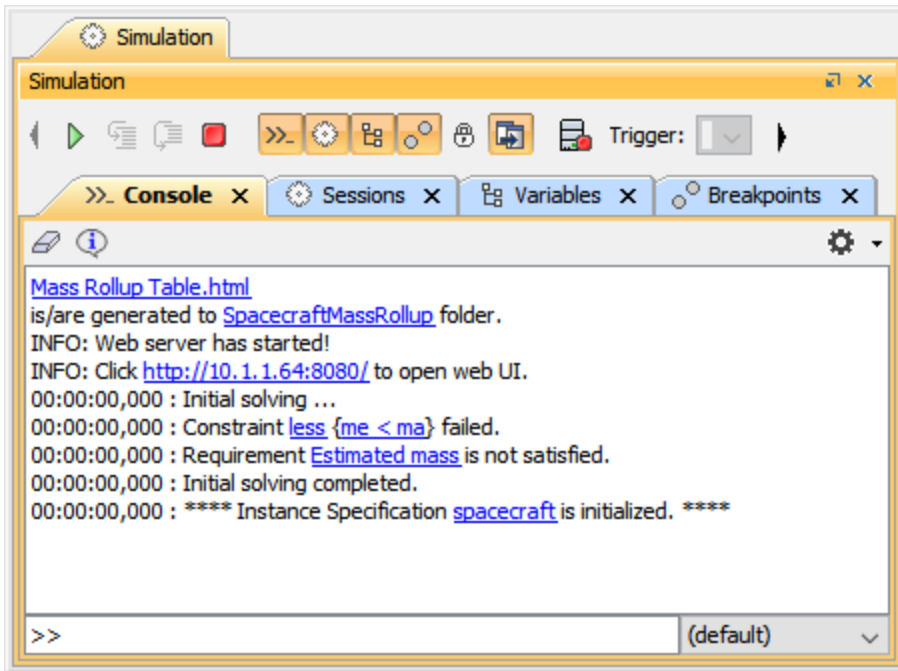 Simulation
Simulation
Trigger:
>>_ Console X Sessions X Variables X Breakpoints X
Mass Rollup Table.html
is/are generated to SpacecraftMassRollup folder.
INFO: Web server has started!
INFO: Click http://10.1.1.64:8080/ to open web UI.
00:00:00,000 : Initial solving ...
00:00:00,000 : Constraint less {me < ma} failed.
00:00:00,000 : Requirement Estimated mass is not satisfied.
00:00:00,000 : Initial solving completed.
00:00:00,000 : **** Instance Specification spacecraft is initialized. ****
>> (default)